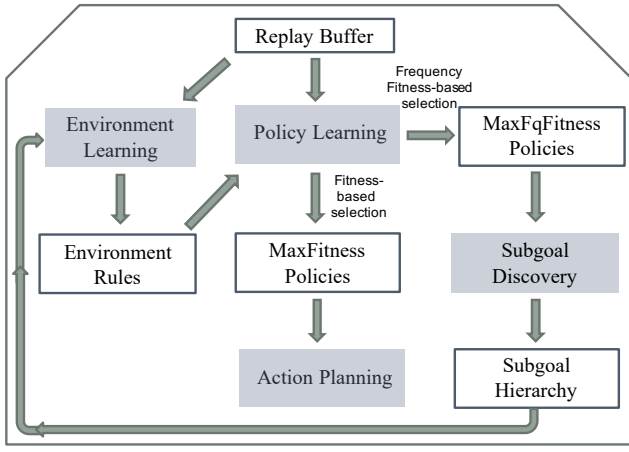 Replay Buffer
Frequency
Fitness-based
selection
Environment
Learning
Policy Learning
MaxFqFitness
Policies
Fitness-
based
selection
Environment
Rules
MaxFitness
Policies
Subgoal
Discovery
Action Planning
Subgoal
Hierarchy